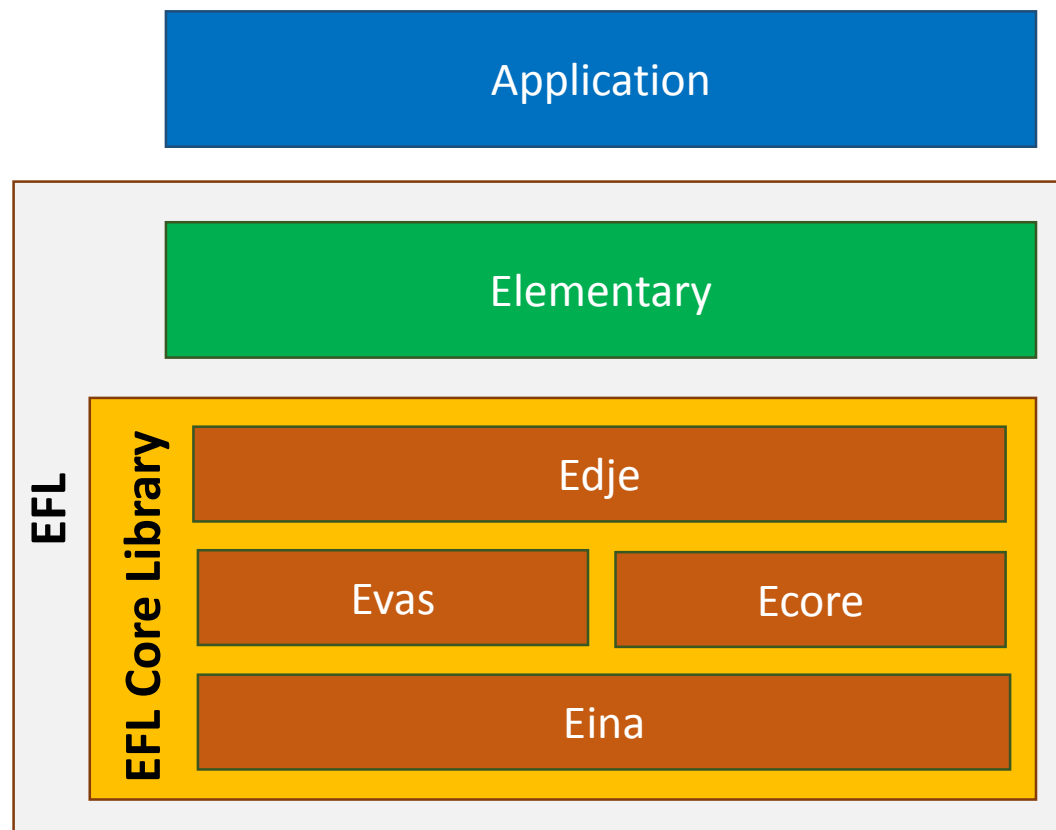 Application
Elementary
EFL
EFL Core Library
Edje
Evas
Ecore
Eina